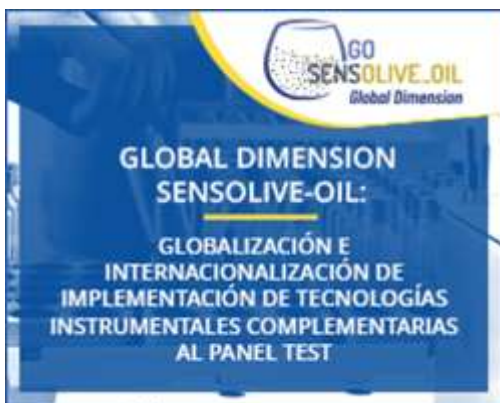 GO
SENSOLIVE_OIL
Global Dimension
GLOBAL DIMENSION
SENSOLIVE-OIL:
GLOBALIZACIÓN E
INTERNACIONALIZACIÓN DE
IMPLEMENTACIÓN DE TECNOLOGÍAS
INSTRUMENTALES COMPLEMENTARIAS
AL PANEL TEST